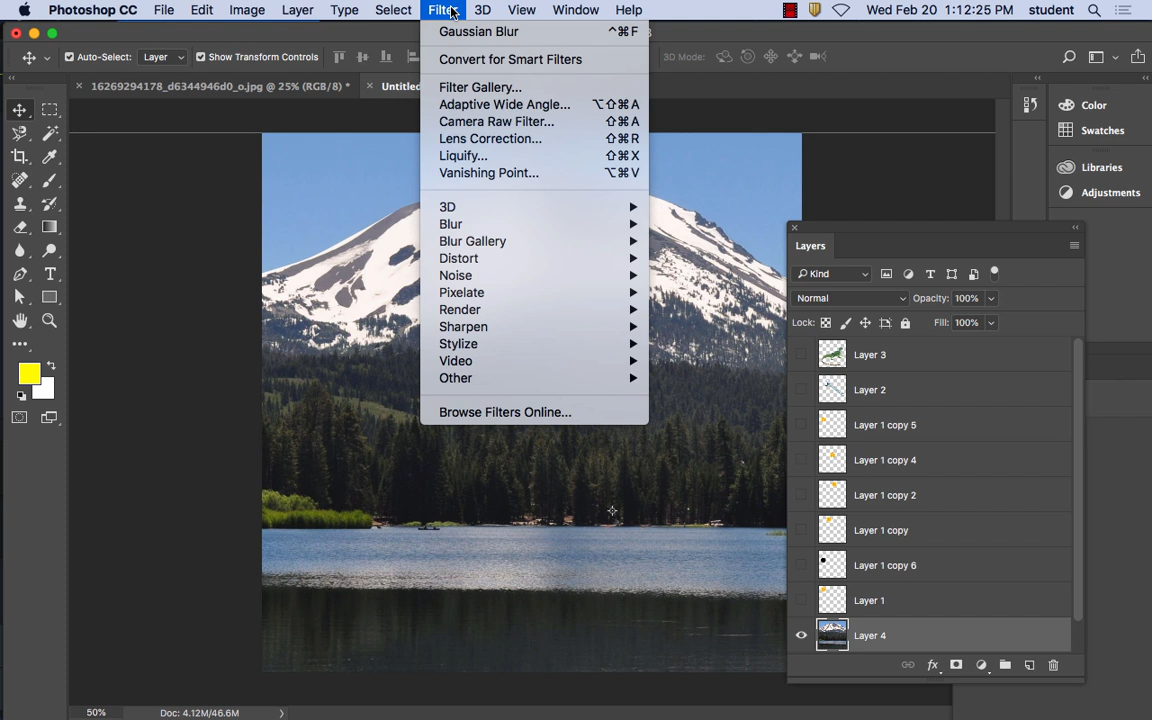 Photoshop CC File Edit Image Layer Type Select Filter 3D View Window Help Wed Feb 20 1:12:25 PM student
Auto-Select: Layer Show Transform Controls 3D Mode:
16269294178_d6344946d0_o.jpg @ 25% (RGB/8) * Untitled
Gaussian Blur ^⌘F
Convert for Smart Filters
Filter Gallery...
Adaptive Wide Angle... ⌥⇧⌘A
Camera Raw Filter... ⇧⌘A
Lens Correction... ⇧⌘R
Liquify... ⇧⌘X
Vanishing Point... ⌥⌘V
3D
Blur
Blur Gallery
Distort
Noise
Pixelate
Render
Sharpen
Stylize
Video
Other
Browse Filters Online...
Color
Swatches
Libraries
Adjustments
Layers
Kind
Normal Opacity: 100%
Lock: Fill: 100%
Layer 3
Layer 2
Layer 1 copy 5
Layer 1 copy 4
Layer 1 copy 2
Layer 1 copy
Layer 1 copy 6
Layer 1
Layer 4
fx
50% Doc: 4.12M/46.6M